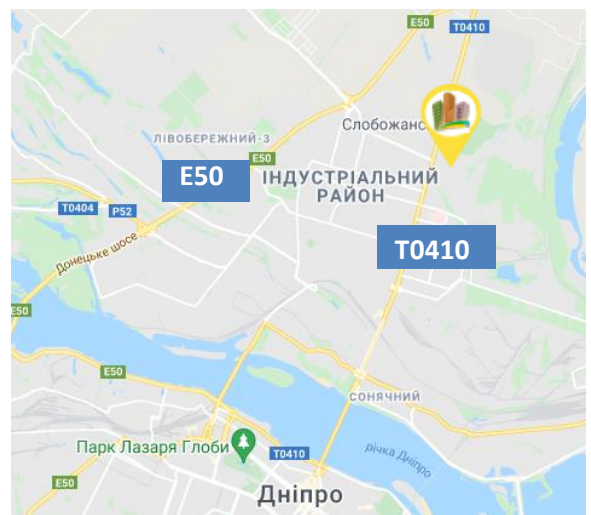 E50
T0410
Слобожанс
ЛІВОБЕРЕЖНИЙ-3
E50
E50
ІНДУСТРІАЛЬНИЙ
РАЙОН
T0404
P52
T0410
Донецьке шосе
E50
E50
СОНЯЧНИЙ
Парк Лазаря Глоби
T0410
річка Дніпро
E50
Дніпро